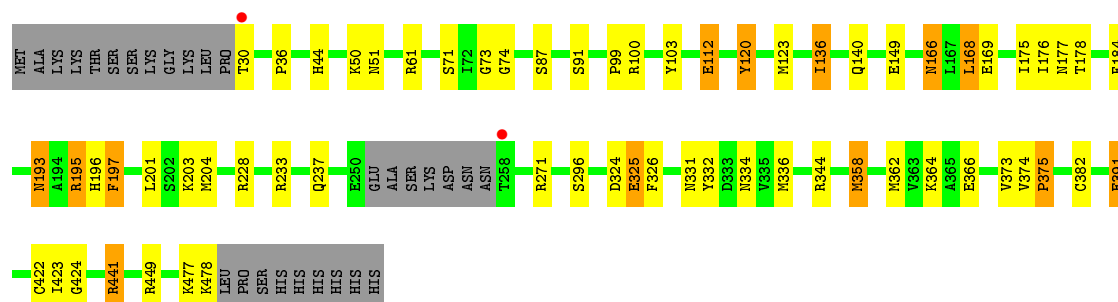 MET ALA LYS LYS THR SER SER LYS GLY LYS LEU PRO T30 P36 H44 K50 N51 R61 S71 I72 G73 G74 S87 S91 P99 R100 Y103 E112 Y120 M123 I136 Q140 E149 N166 L167 L168 E169 I175 I176 N177 T178
N193 A194 R195 H196 F197 L201 S202 K203 M204 R228 R233 Q237 E250 GLU ALA SER LYS ASP ASN ASN T258 R271 S296 D324 E325 F326 N331 Y332 D333 N334 V335 M336 R344 M358 M362 V363 K364 A365 E366 V373 V374 P375 C382
C422 I423 G424 R441 R449 K477 K478 LEU PRO SER HIS HIS HIS HIS HIS HIS